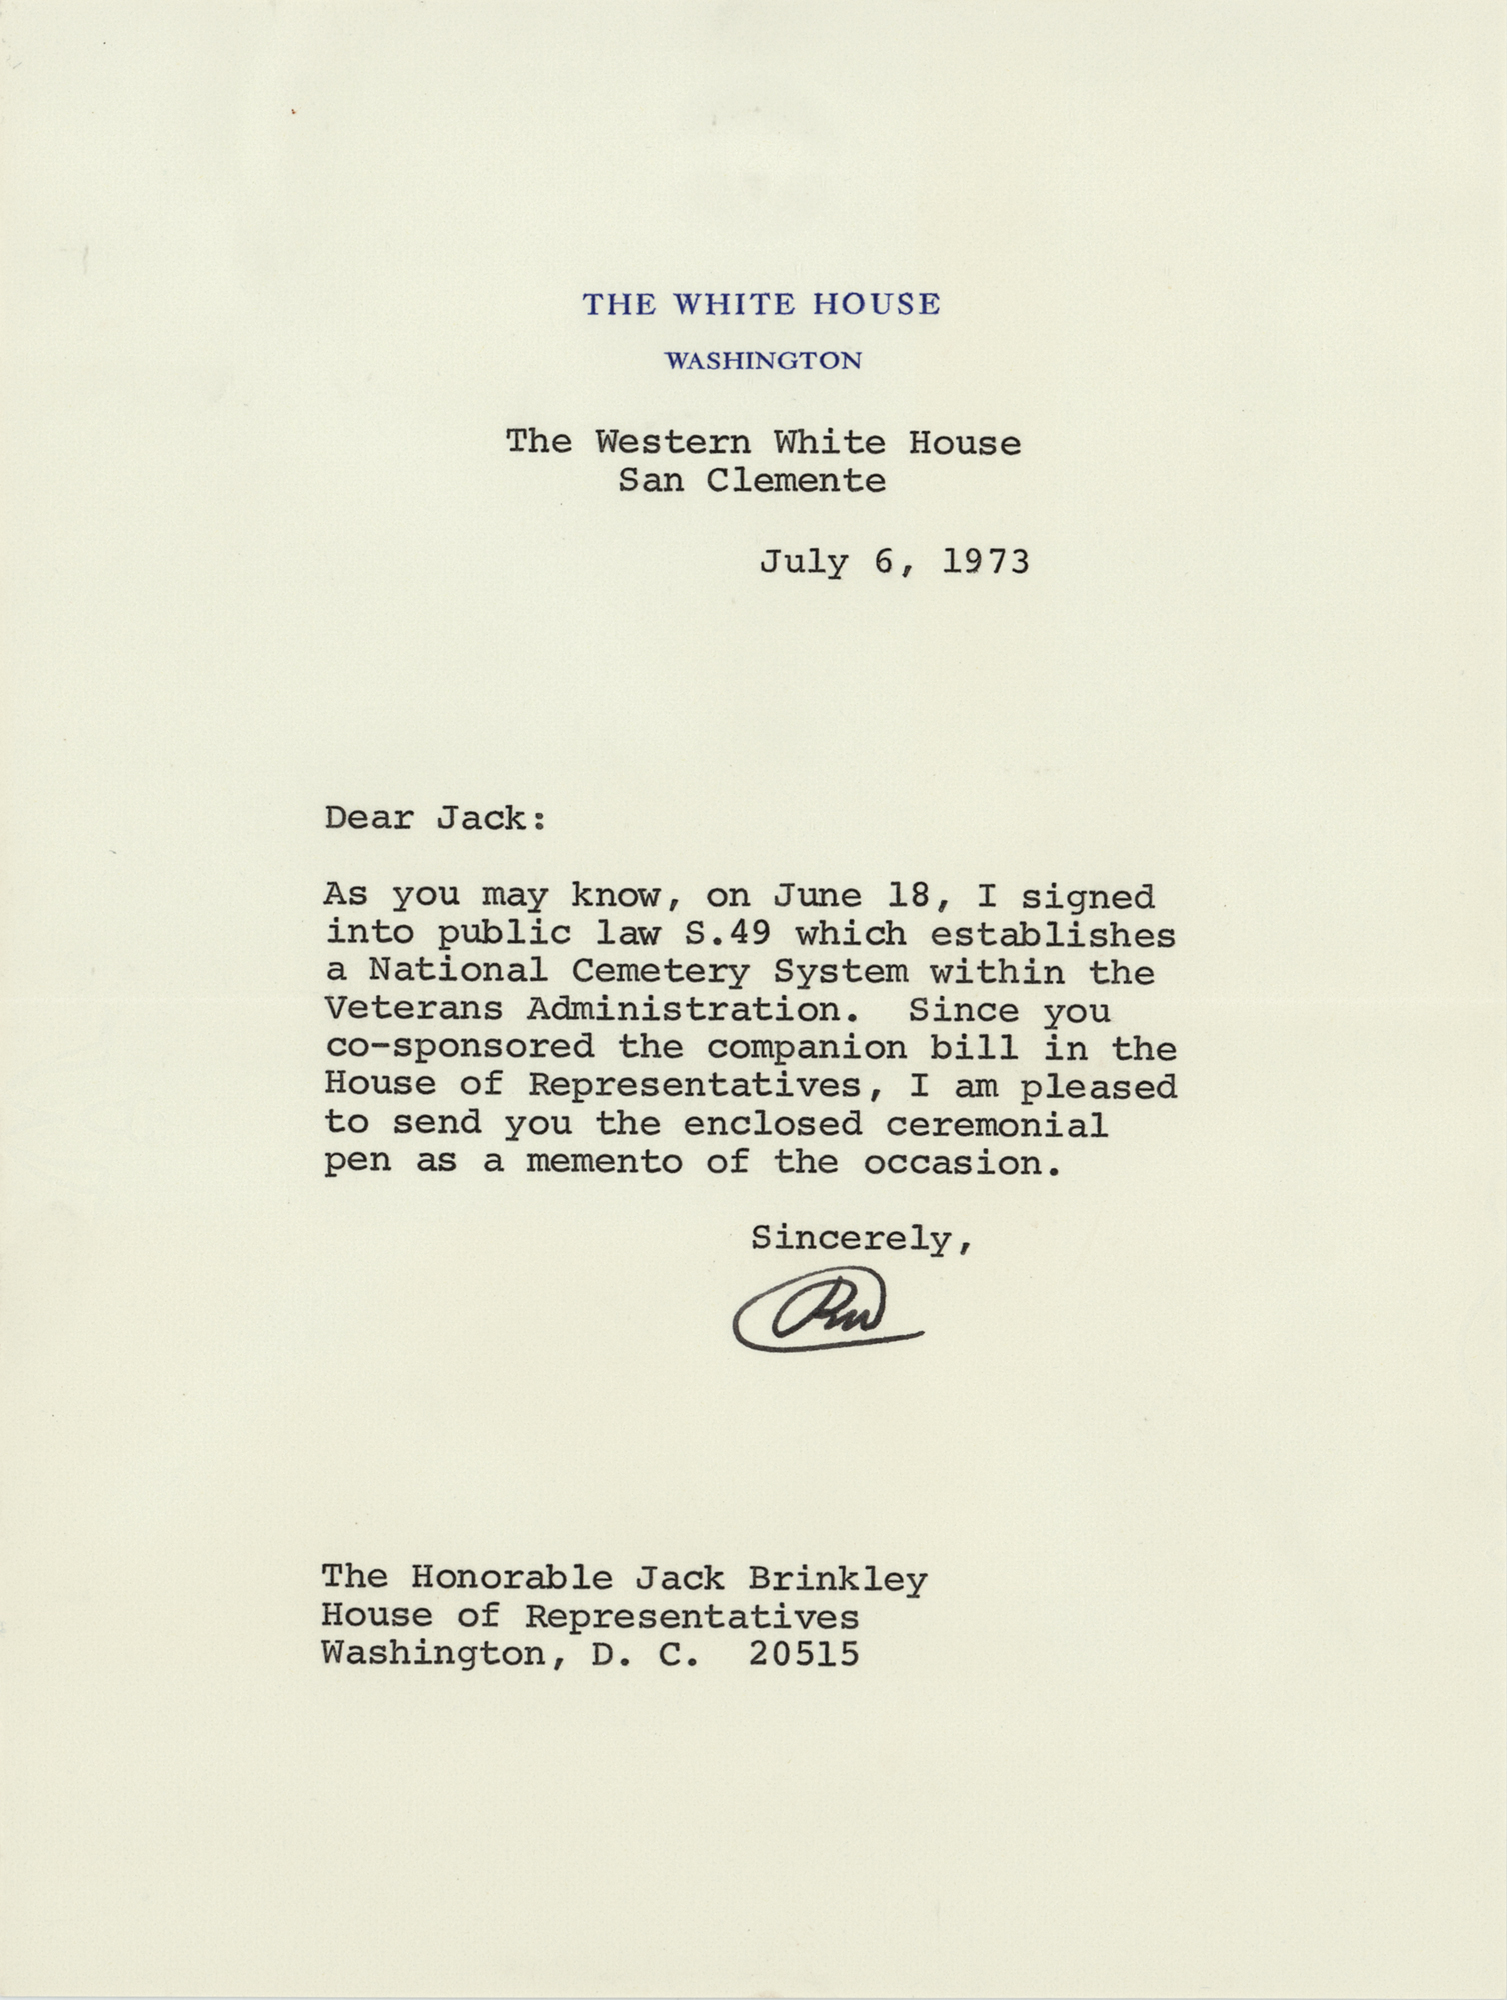 THE WHITE HOUSE
WASHINGTON
The Western White House
San Clemente
July 6, 1973
Dear Jack:
As you may know, on June 18, I signed
into public law S.49 which establishes
a National Cemetery System within the
Veterans Administration.  Since you
co-sponsored the companion bill in the
House of Representatives, I am pleased
to send you the enclosed ceremonial
pen as a memento of the occasion.
Sincerely,
The Honorable Jack Brinkley
House of Representatives
Washington, D. C.  20515